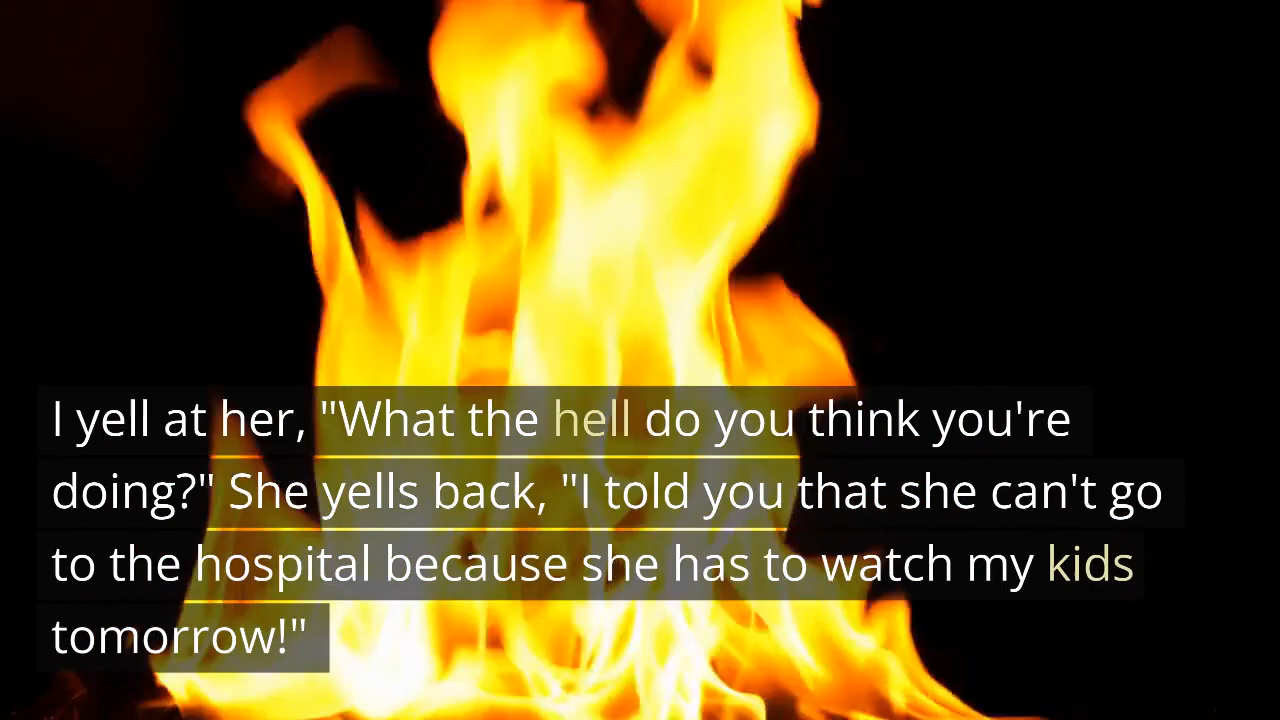 I yell at her, "What the hell do you think you're
doing?" She yells back, "I told you that she can't go
to the hospital because she has to watch my kids
tomorrow!"